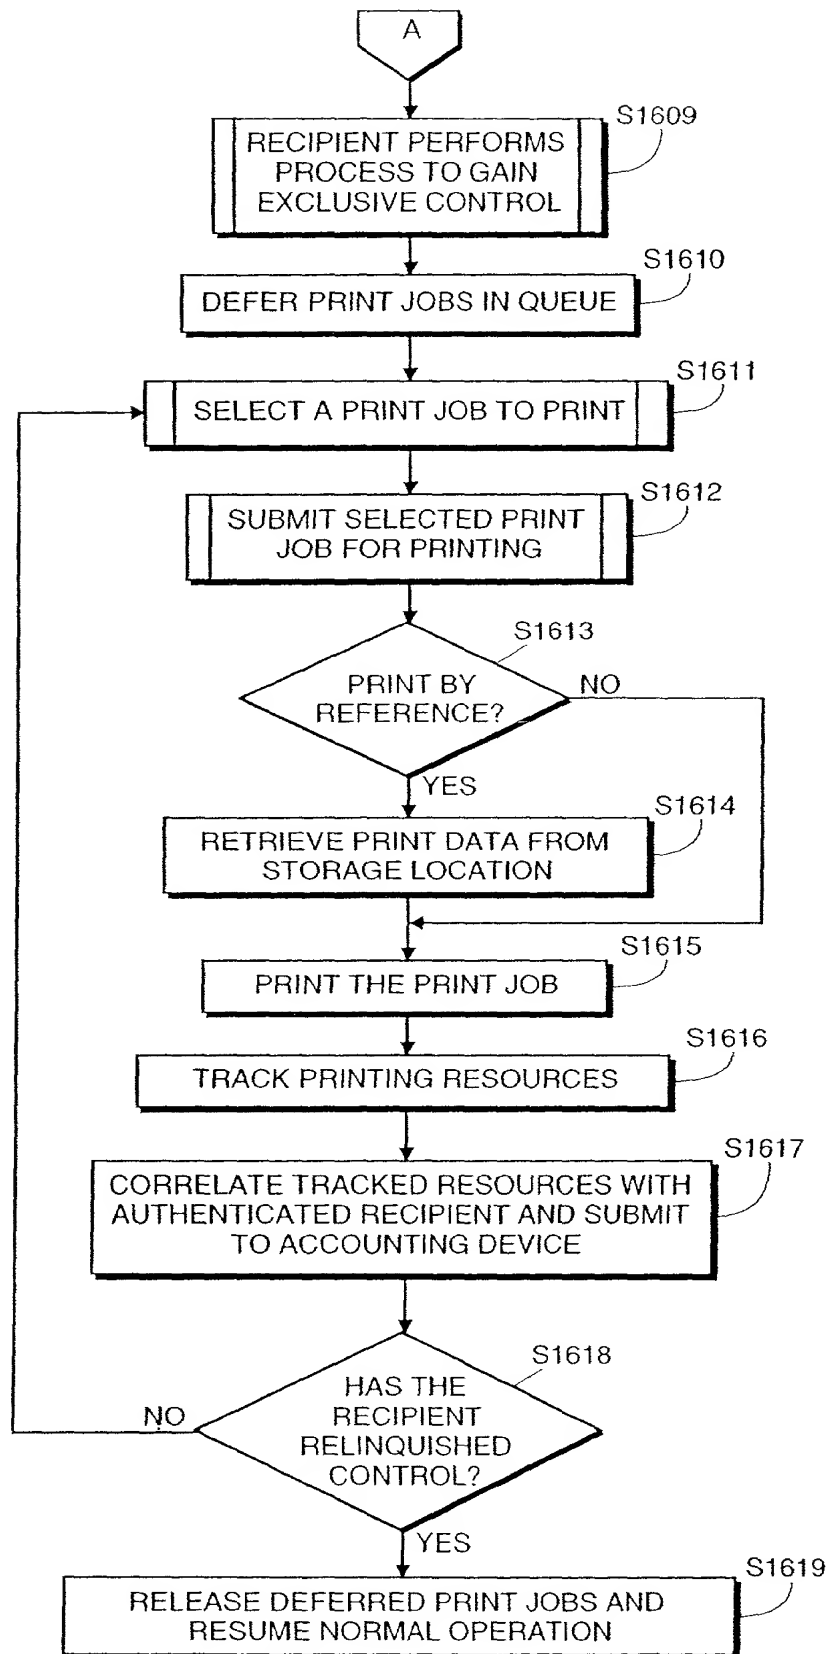 A
S1609
RECIPIENT PERFORMS
PROCESS TO GAIN
EXCLUSIVE CONTROL
S1610
DEFER PRINT JOBS IN QUEUE
S1611
SELECT A PRINT JOB TO PRINT
S1612
SUBMIT SELECTED PRINT
JOB FOR PRINTING
S1613
PRINT BY
REFERENCE?
NO
YES
S1614
RETRIEVE PRINT DATA FROM
STORAGE LOCATION
S1615
PRINT THE PRINT JOB
S1616
TRACK PRINTING RESOURCES
S1617
CORRELATE TRACKED RESOURCES WITH
AUTHENTICATED RECIPIENT AND SUBMIT
TO ACCOUNTING DEVICE
S1618
HAS THE
RECIPIENT
RELINQUISHED
CONTROL?
NO
YES
S1619
RELEASE DEFERRED PRINT JOBS AND
RESUME NORMAL OPERATION